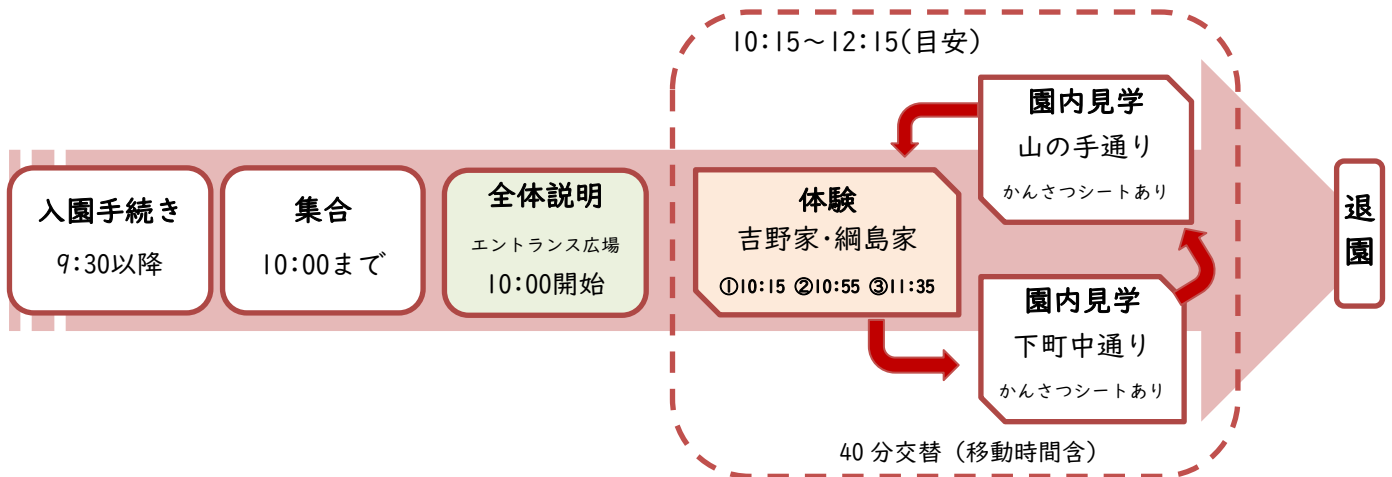 入園手続き
9:30以降
集合
10:00まで
全体説明
エントランス広場
10:00開始
10:15～12:15(目安)
体験
吉野家・綱島家
①10:15 ②10:55 ③11:35
園内見学
下町中通り
かんさつシートあり
園内見学
山の手通り
かんさつシートあり
40分交替（移動時間含）
退園